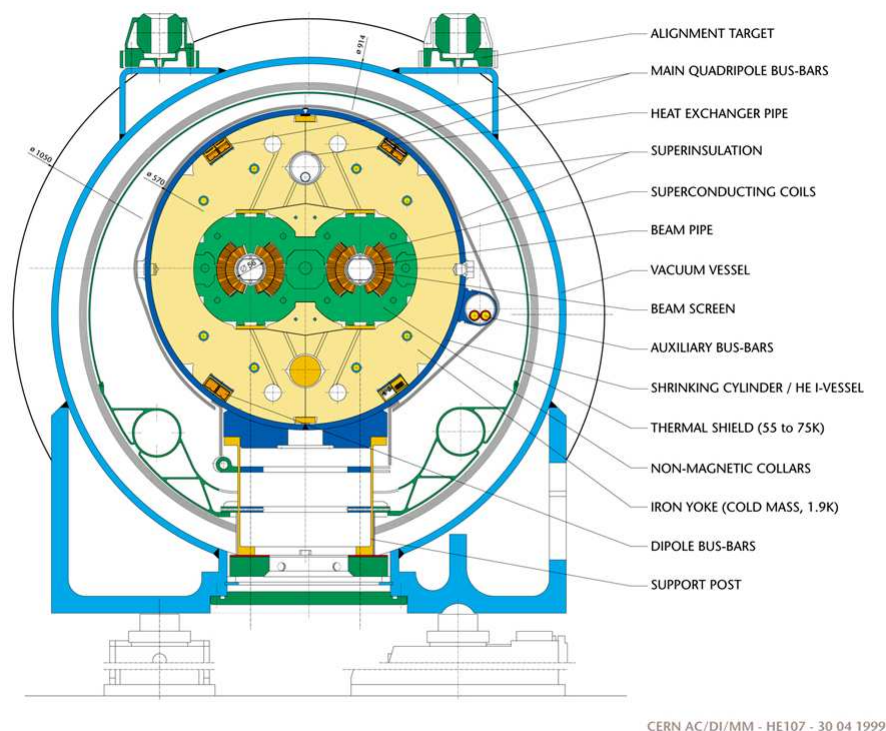 ø 914
ø 1050
ø 570
ø 56
ALIGNMENT TARGET
MAIN QUADRIPOLE BUS-BARS
HEAT EXCHANGER PIPE
SUPERINSULATION
SUPERCONDUCTING COILS
BEAM PIPE
VACUUM VESSEL
BEAM SCREEN
AUXILIARY BUS-BARS
SHRINKING CYLINDER / HE I-VESSEL
THERMAL SHIELD (55 to 75K)
NON-MAGNETIC COLLARS
IRON YOKE (COLD MASS, 1.9K)
DIPOLE BUS-BARS
SUPPORT POST
CERN AC/DI/MM - HE107 - 30 04 1999